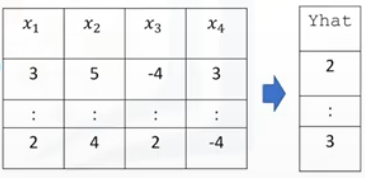 x₁ x₂ x₃ x₄ Yhat
3 5 -4 3 2
: : : : :
2 4 2 -4 3